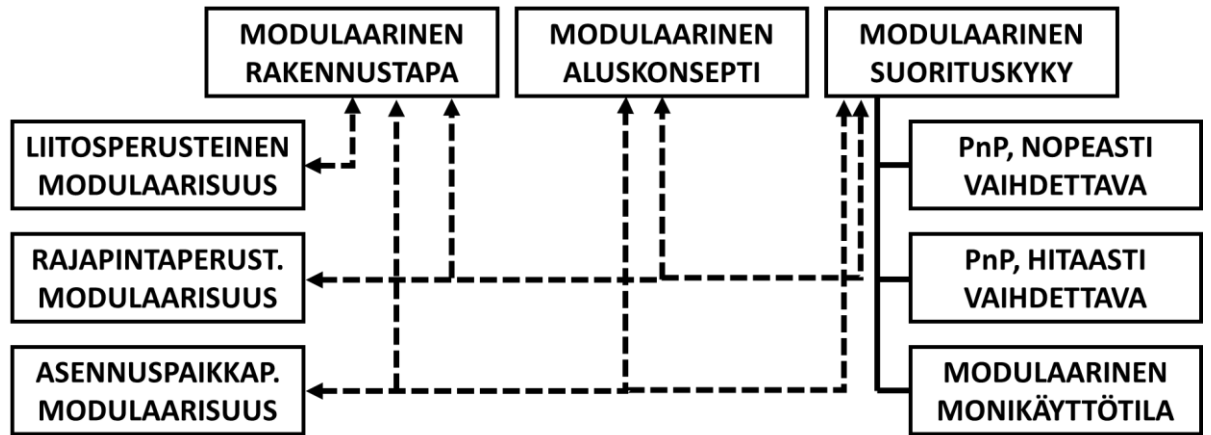 MODULAARINEN
RAKENNUSTAPA
MODULAARINEN
ALUSKONSEPTI
MODULAARINEN
SUORITUSKYKY
LIITOSPERUSTEINEN
MODULAARISUUS
PnP, NOPEASTI
VAIHDETTAVA
RAJAPINTAPERUST.
MODULAARISUUS
PnP, HITAASTI
VAIHDETTAVA
ASENNUSPAIKKAP.
MODULAARISUUS
MODULAARINEN
MONIKÄYTTÖTILA